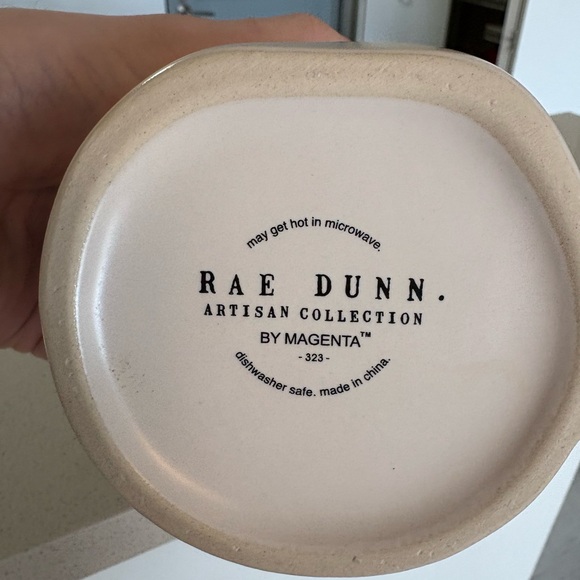 may get hot in microwave.
RAE DUNN.
ARTISAN COLLECTION
BY MAGENTA™
- 323 -
dishwasher safe. made in china.